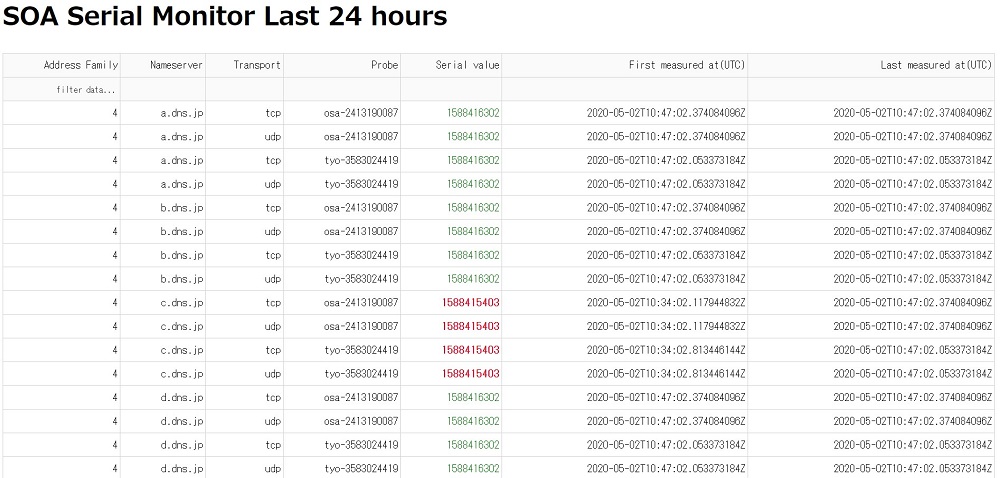 SOA Serial Monitor Last 24 hours
Address Family Nameserver Transport Probe Serial value First measured at(UTC) Last measured at(UTC)
filter data...
4 a.dns.jp tcp osa-2413190087 1588416302 2020-05-02T10:47:02.374084096Z 2020-05-02T10:47:02.374084096Z
4 a.dns.jp udp osa-2413190087 1588416302 2020-05-02T10:47:02.374084096Z 2020-05-02T10:47:02.374084096Z
4 a.dns.jp tcp tyo-3583024419 1588416302 2020-05-02T10:47:02.053373184Z 2020-05-02T10:47:02.053373184Z
4 a.dns.jp udp tyo-3583024419 1588416302 2020-05-02T10:47:02.053373184Z 2020-05-02T10:47:02.053373184Z
4 b.dns.jp tcp osa-2413190087 1588416302 2020-05-02T10:47:02.374084096Z 2020-05-02T10:47:02.374084096Z
4 b.dns.jp udp osa-2413190087 1588416302 2020-05-02T10:47:02.374084096Z 2020-05-02T10:47:02.374084096Z
4 b.dns.jp tcp tyo-3583024419 1588416302 2020-05-02T10:47:02.053373184Z 2020-05-02T10:47:02.053373184Z
4 b.dns.jp udp tyo-3583024419 1588416302 2020-05-02T10:47:02.053373184Z 2020-05-02T10:47:02.053373184Z
4 c.dns.jp tcp osa-2413190087 1588415403 2020-05-02T10:34:02.117944832Z 2020-05-02T10:47:02.374084096Z
4 c.dns.jp udp osa-2413190087 1588415403 2020-05-02T10:34:02.117944832Z 2020-05-02T10:47:02.374084096Z
4 c.dns.jp tcp tyo-3583024419 1588415403 2020-05-02T10:34:02.813446144Z 2020-05-02T10:47:02.053373184Z
4 c.dns.jp udp tyo-3583024419 1588415403 2020-05-02T10:34:02.813446144Z 2020-05-02T10:47:02.053373184Z
4 d.dns.jp tcp osa-2413190087 1588416302 2020-05-02T10:47:02.374084096Z 2020-05-02T10:47:02.374084096Z
4 d.dns.jp udp osa-2413190087 1588416302 2020-05-02T10:47:02.374084096Z 2020-05-02T10:47:02.374084096Z
4 d.dns.jp tcp tyo-3583024419 1588416302 2020-05-02T10:47:02.053373184Z 2020-05-02T10:47:02.053373184Z
4 d.dns.jp udp tyo-3583024419 1588416302 2020-05-02T10:47:02.053373184Z 2020-05-02T10:47:02.053373184Z